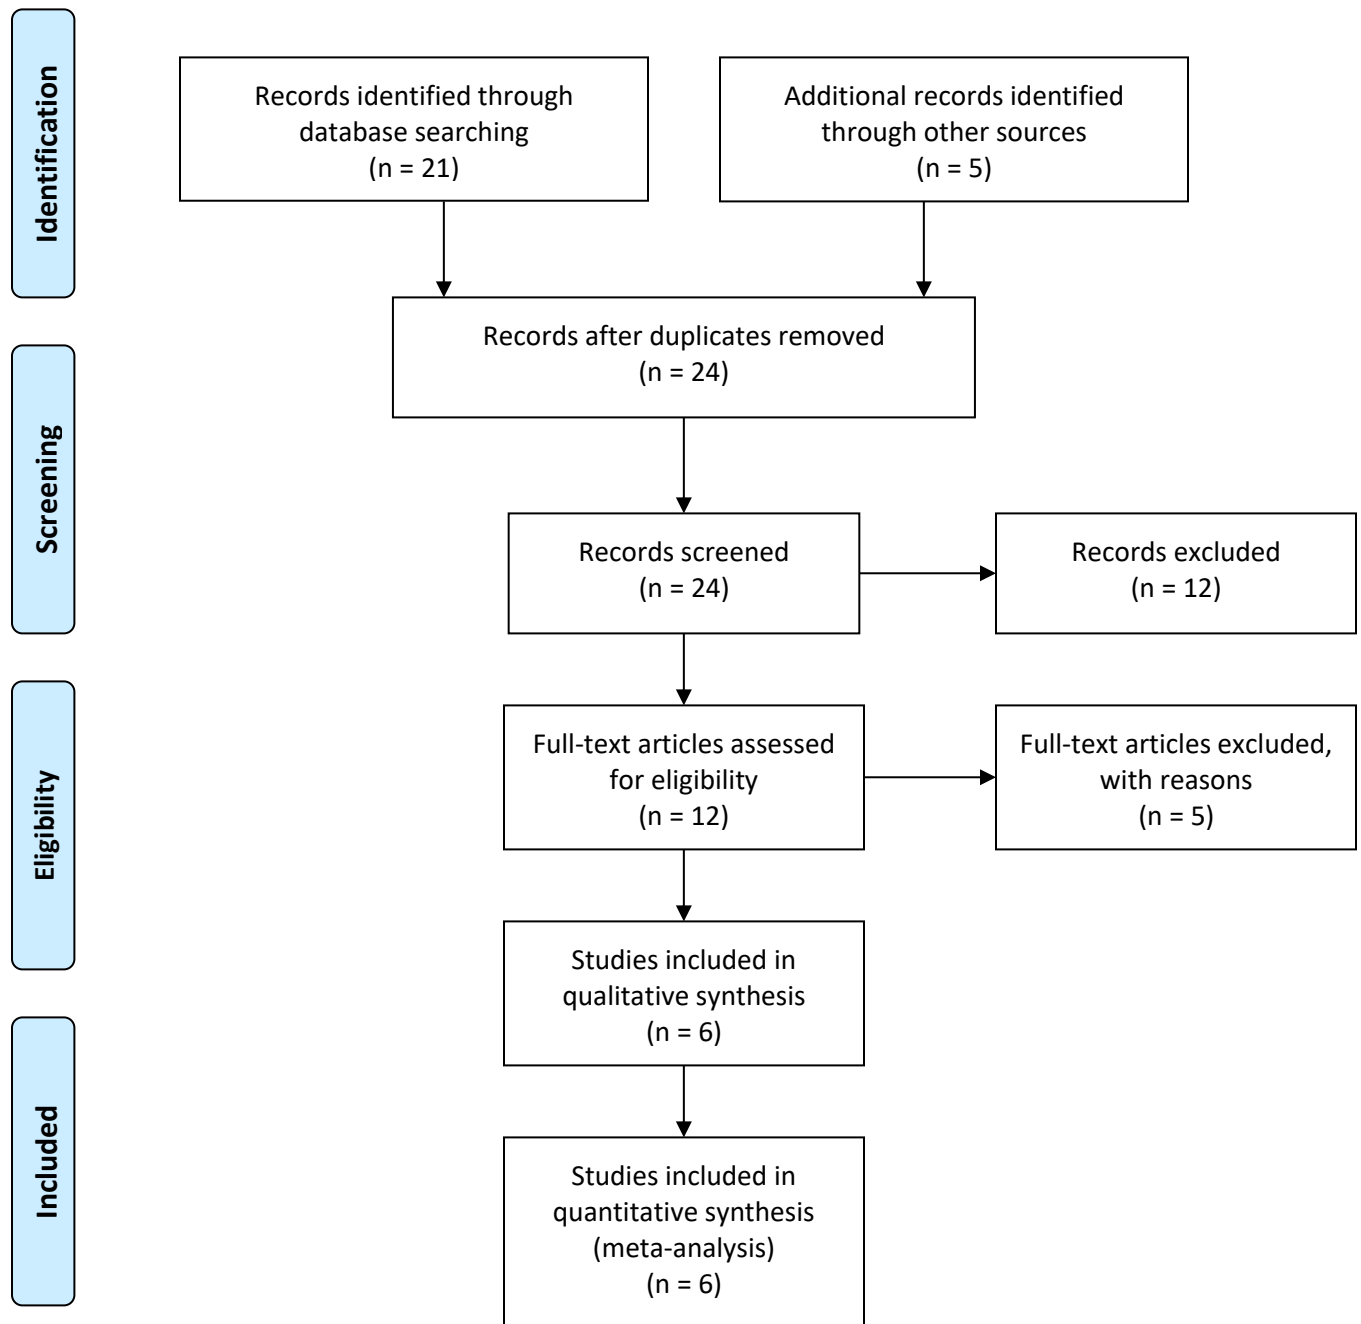 Identification
Records identified through
database searching
(n = 21)
Additional records identified
through other sources
(n = 5)
Records after duplicates removed
(n = 24)
Screening
Records screened
(n = 24)
Records excluded
(n = 12)
Eligibility
Full-text articles assessed
for eligibility
(n = 12)
Full-text articles excluded,
with reasons
(n = 5)
Studies included in
qualitative synthesis
(n = 6)
Included
Studies included in
quantitative synthesis
(meta-analysis)
(n = 6)